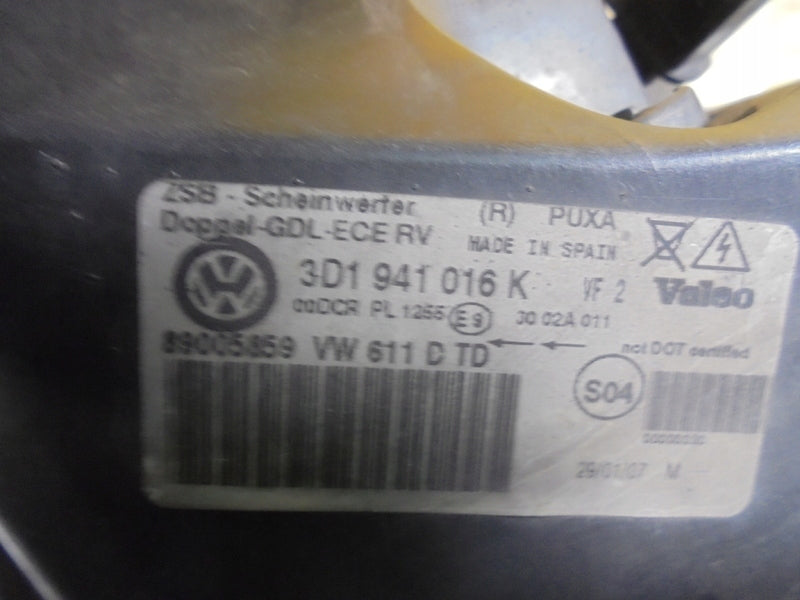 ZSB - Scheinwerfer (R) PUXA
Doppel-GDL-ECE RV MADE IN SPAIN
3D1 941 016 K VF 2 Valeo
00DCR PL 1255 E9 30 02A 011
89005859 VW 611 D TD not DOT certified
S04
00000030
29/01/07 M